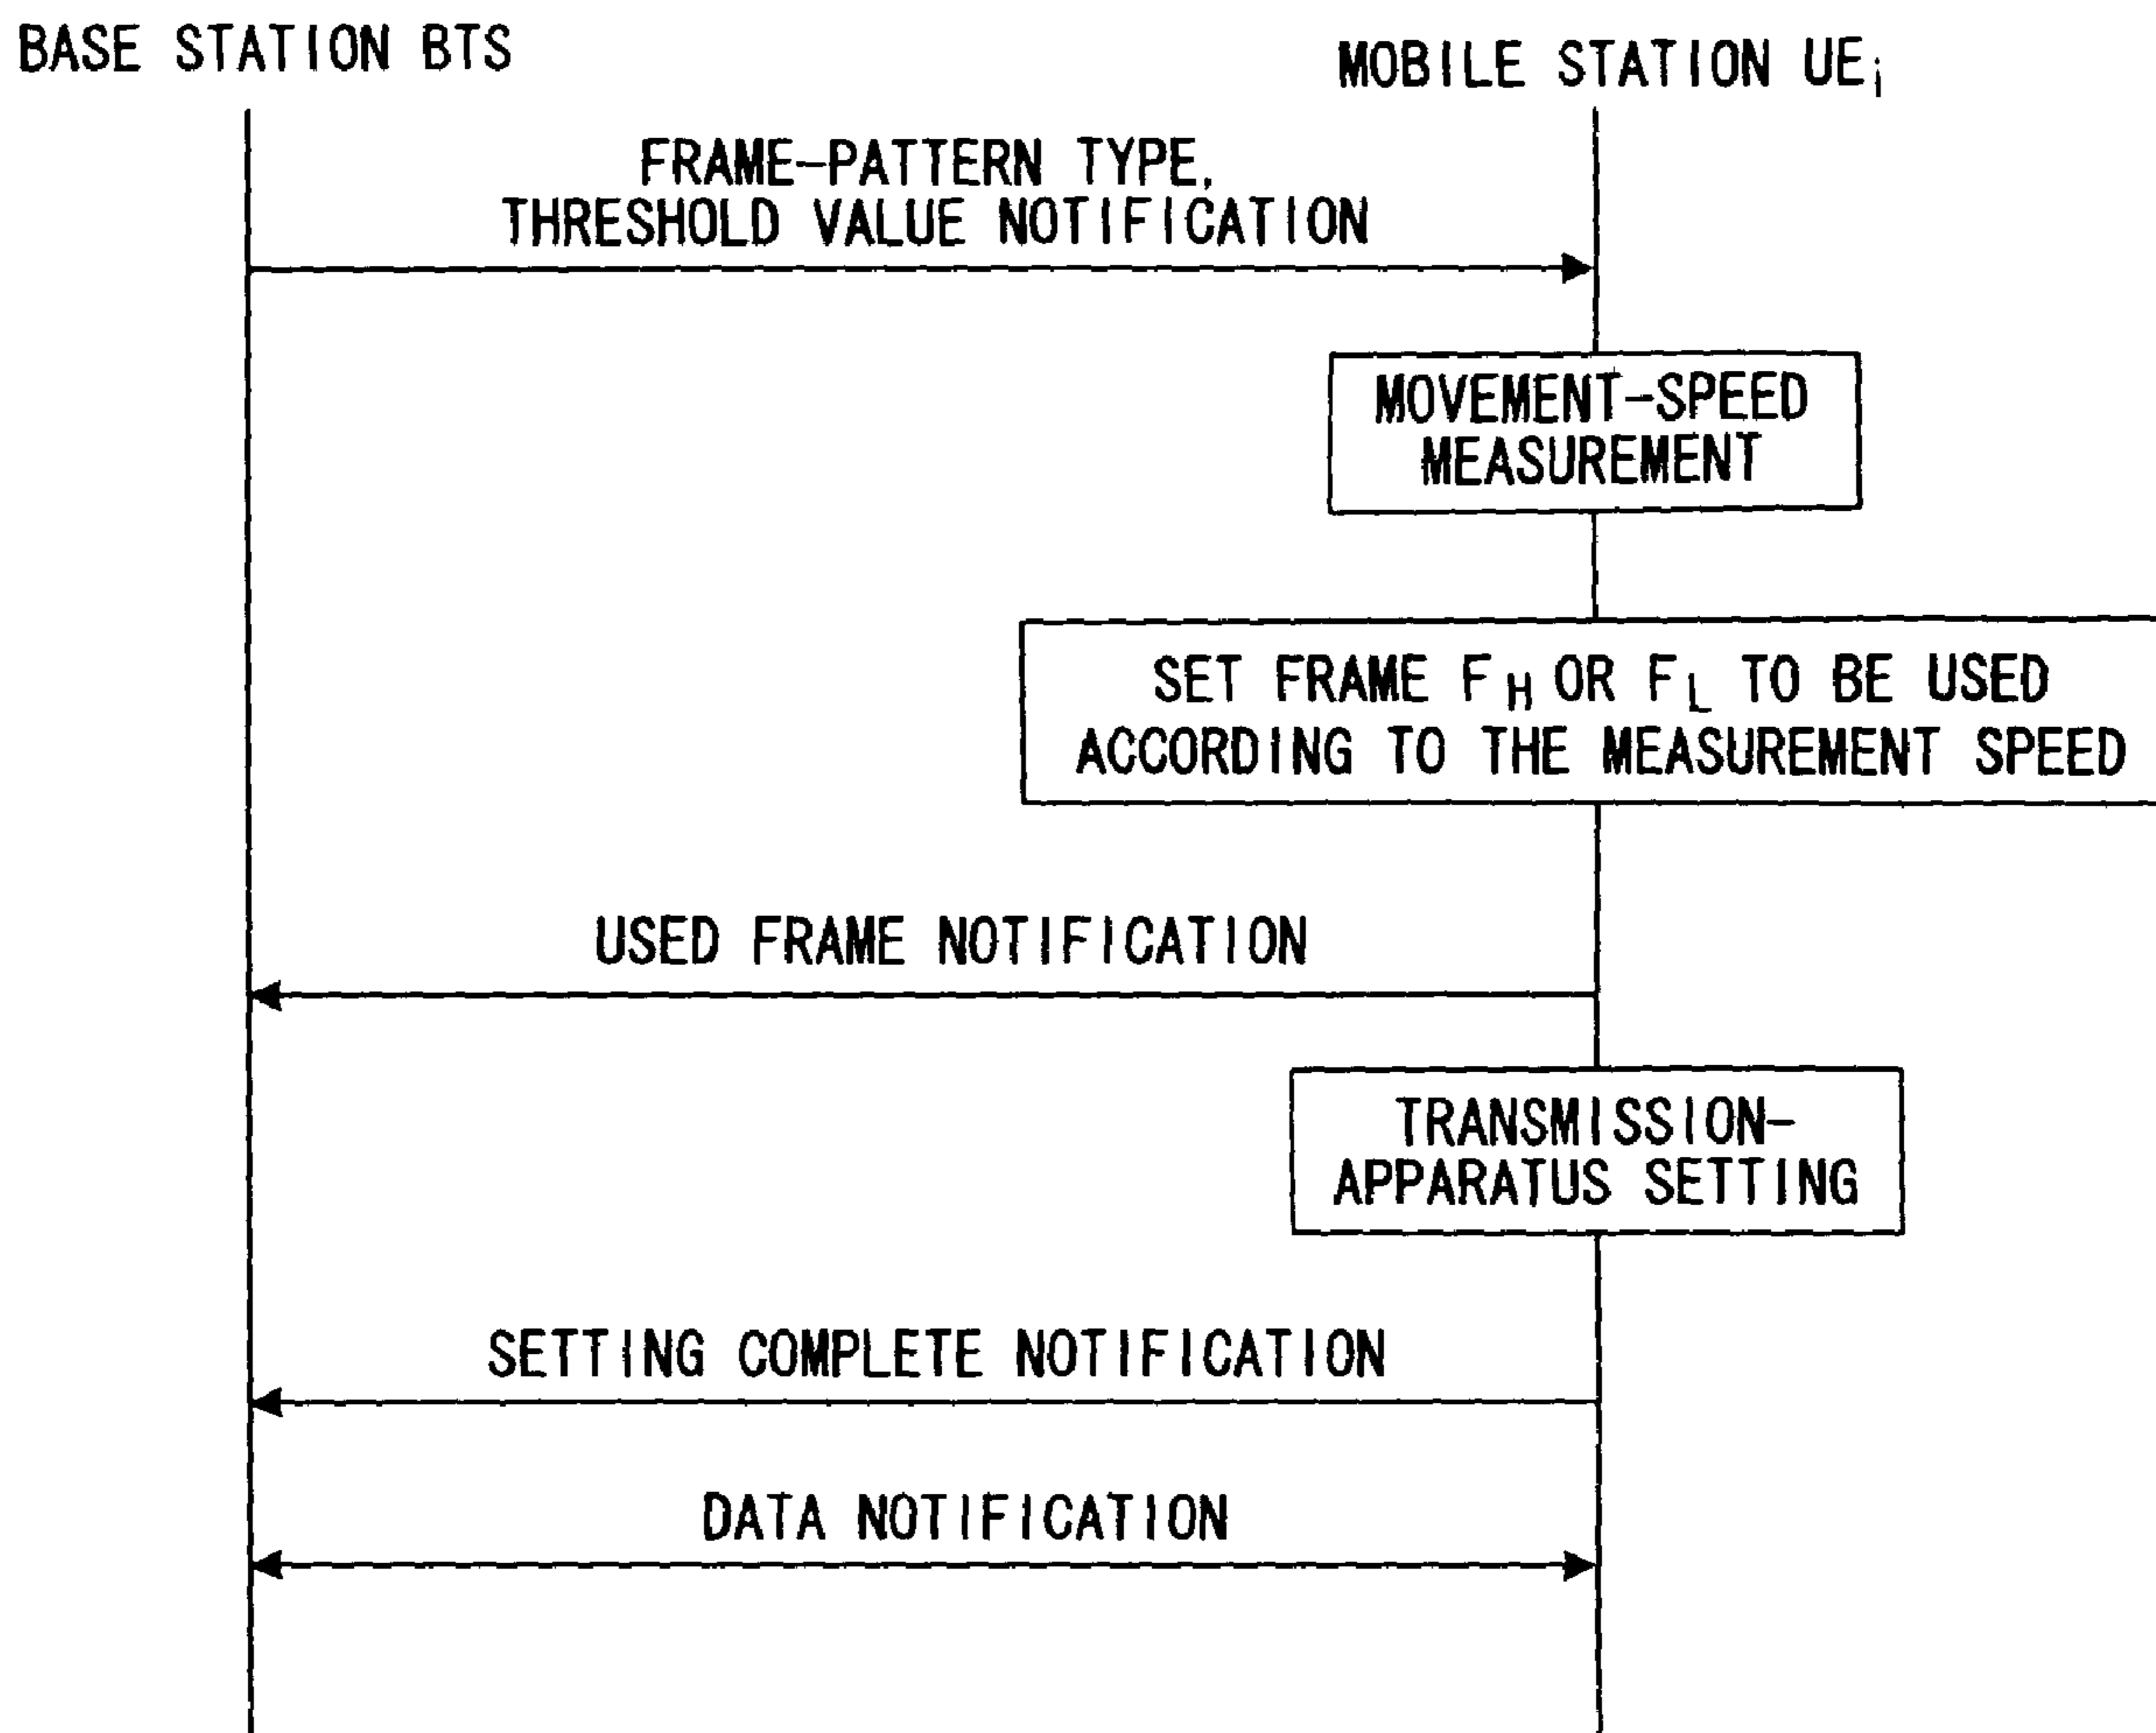 BASE STATION BTS
MOBILE STATION UEi
FRAME-PATTERN TYPE,
THRESHOLD VALUE NOTIFICATION
MOVEMENT-SPEED
MEASUREMENT
SET FRAME FH OR FL TO BE USED
ACCORDING TO THE MEASUREMENT SPEED
USED FRAME NOTIFICATION
TRANSMISSION-
APPARATUS SETTING
SETTING COMPLETE NOTIFICATION
DATA NOTIFICATION